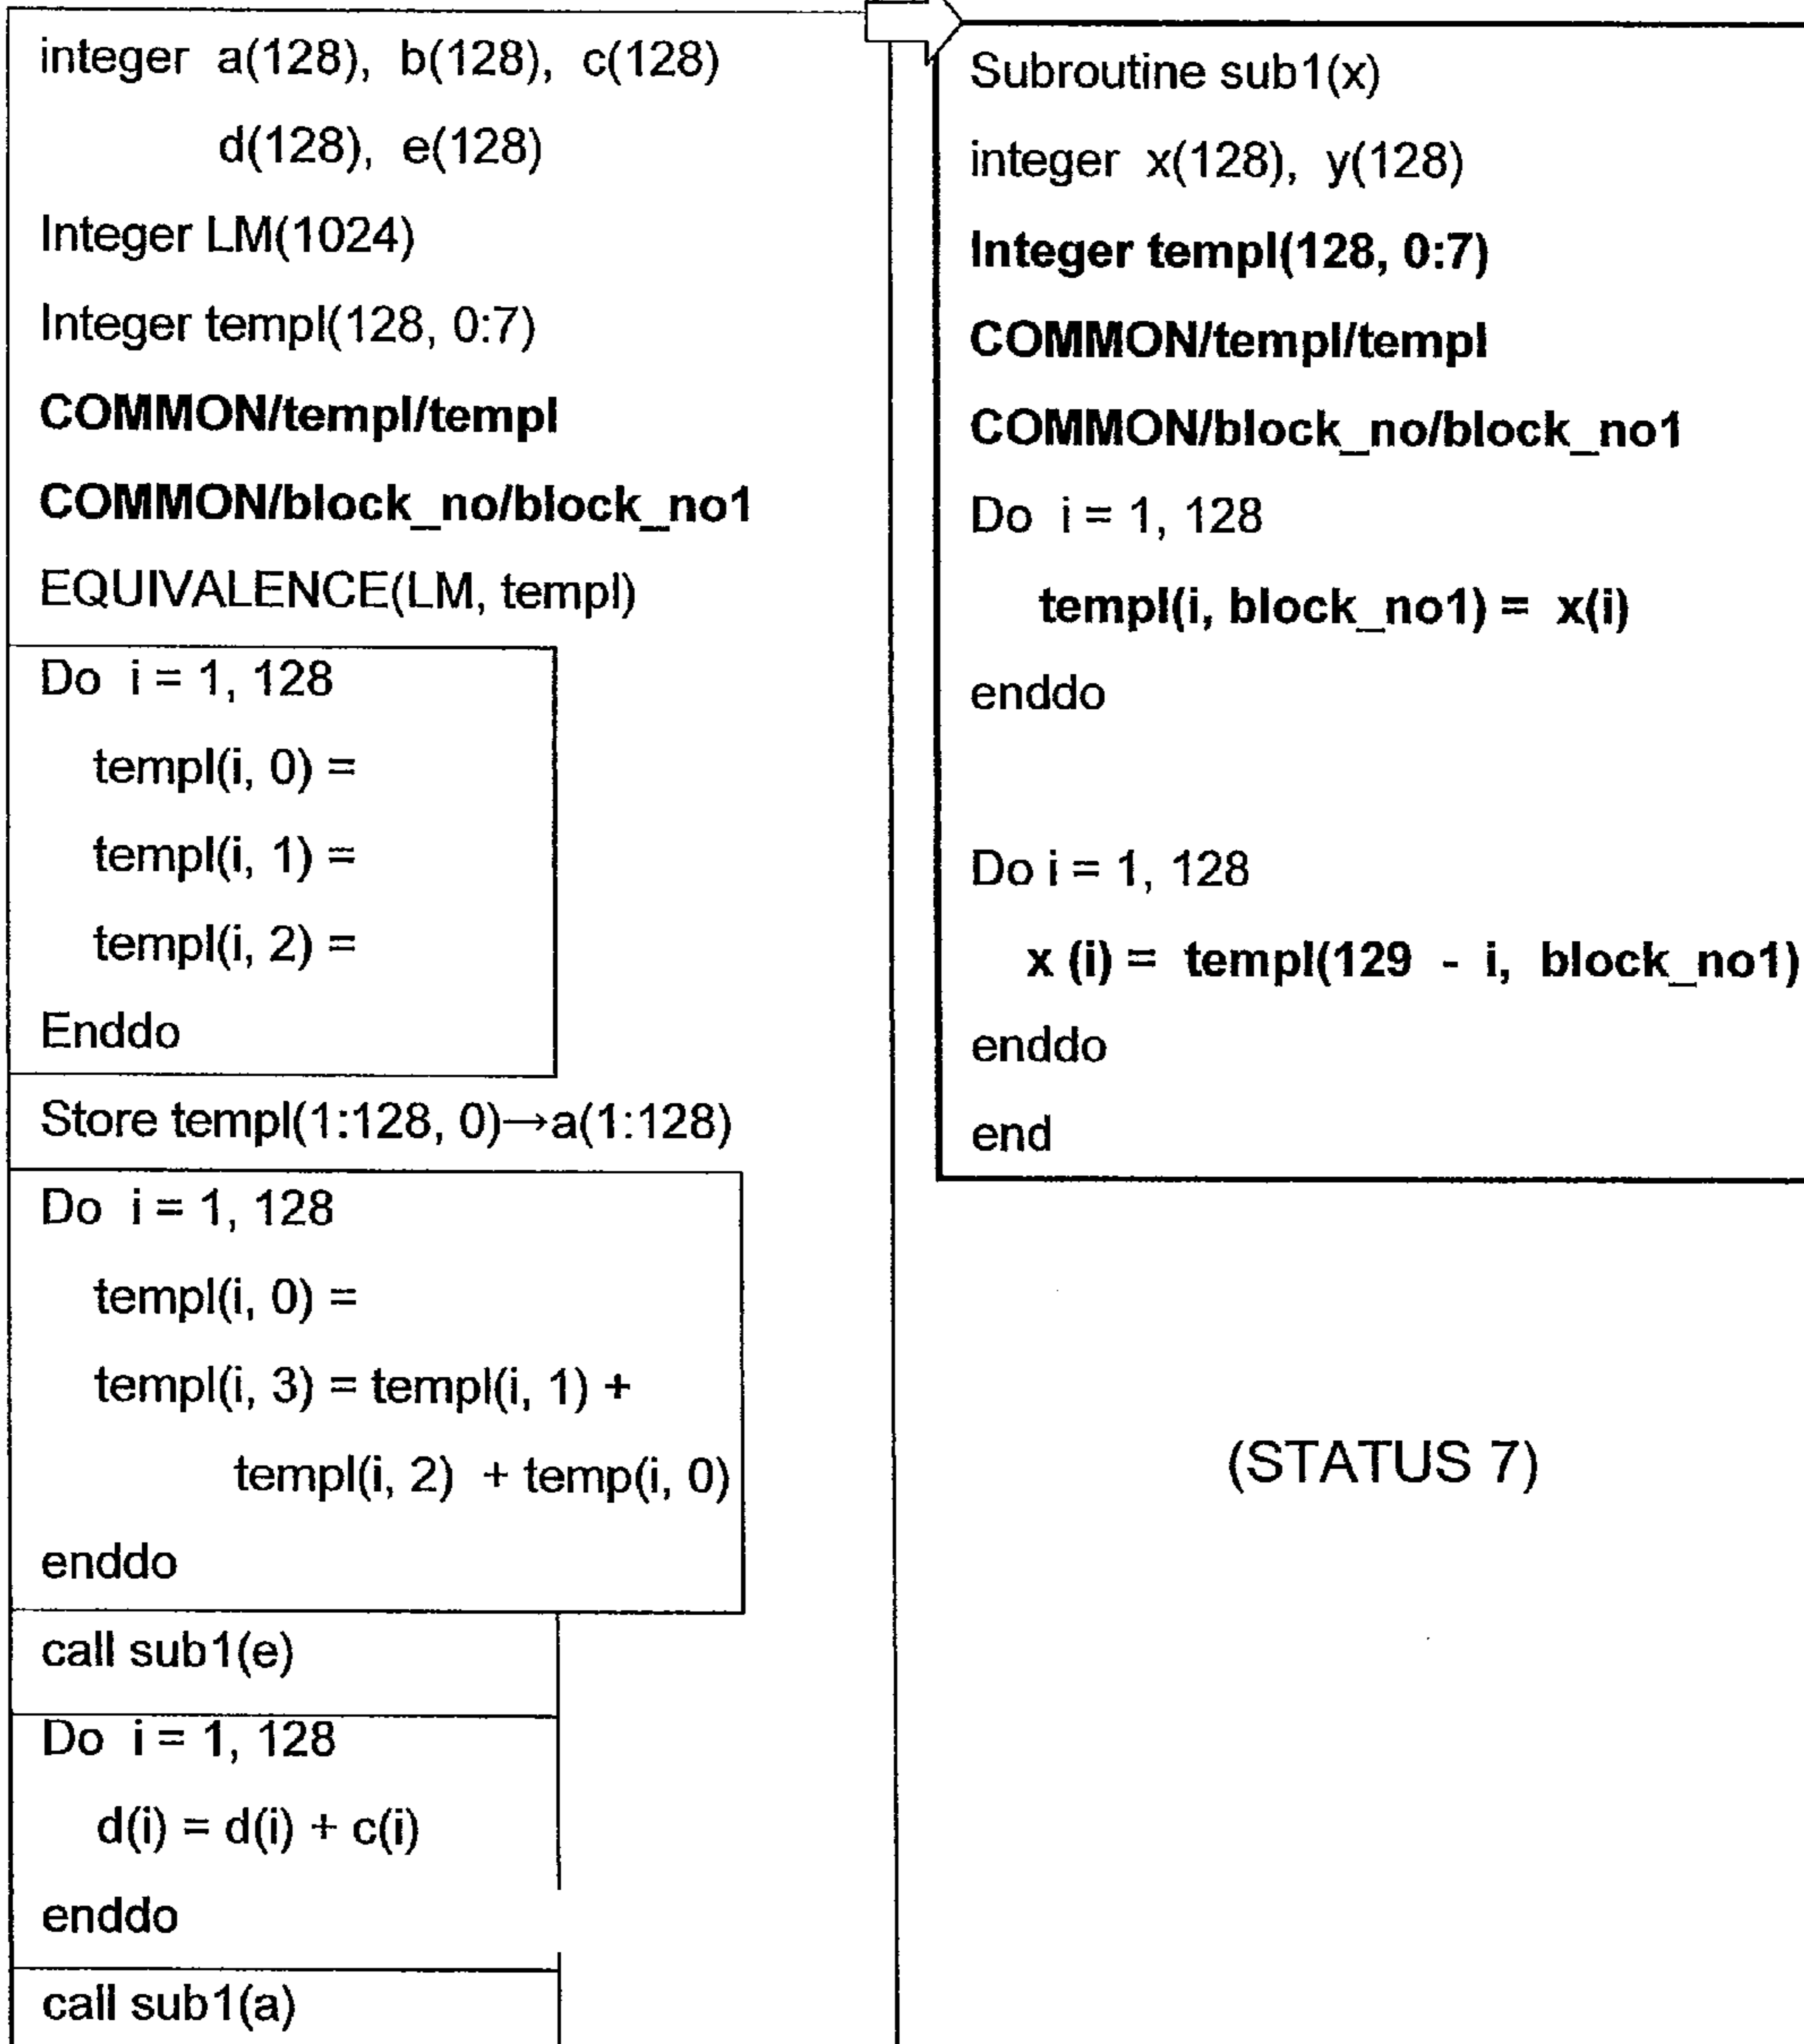 integer a(128), b(128), c(128)
d(128), e(128)
Integer LM(1024)
Integer templ(128, 0:7)
COMMON/templ/templ
COMMON/block_no/block_no1
EQUIVALENCE(LM, templ)
Do i = 1, 128
templ(i, 0) =
templ(i, 1) =
templ(i, 2) =
Enddo
Store templ(1:128, 0)→a(1:128)
Do i = 1, 128
templ(i, 0) =
templ(i, 3) = templ(i, 1) +
templ(i, 2) + temp(i, 0)
enddo
call sub1(e)
Do i = 1, 128
d(i) = d(i) + c(i)
enddo
call sub1(a)
Subroutine sub1(x)
integer x(128), y(128)
Integer templ(128, 0:7)
COMMON/templ/templ
COMMON/block_no/block_no1
Do i = 1, 128
templ(i, block_no1) = x(i)
enddo
Do i = 1, 128
x (i) = templ(129 - i, block_no1)
enddo
end
(STATUS 7)